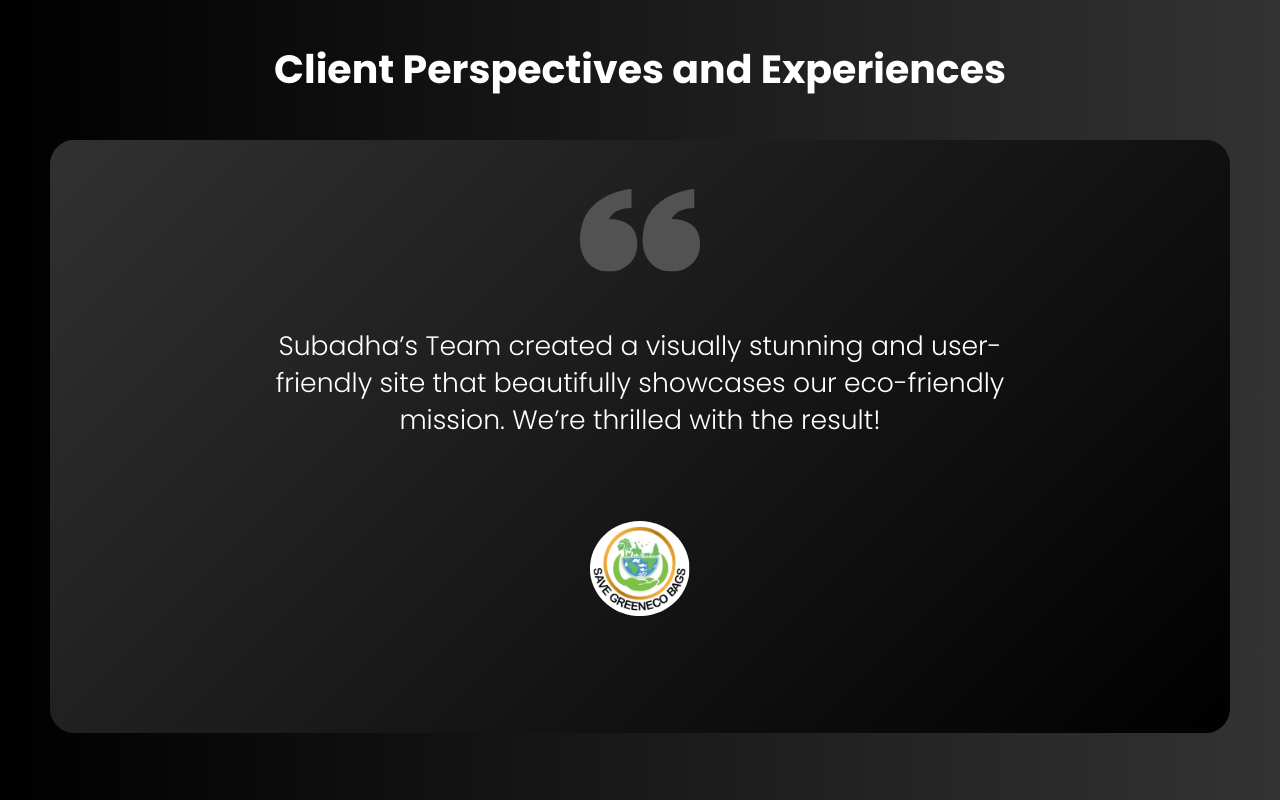 Client Perspectives and Experiences
Subadha’s Team created a visually stunning and user-
friendly site that beautifully showcases our eco-friendly
mission. We’re thrilled with the result!
SAVE GREENECO BAGS